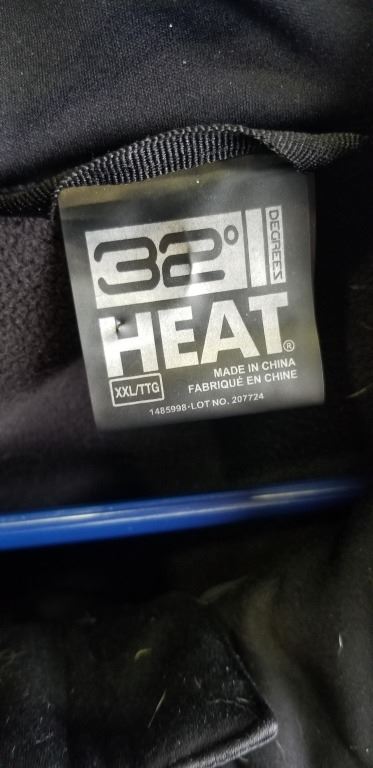 32° DEGREES
HEAT®
XXL/TTG
MADE IN CHINA
FABRIQUÉ EN CHINE
1485998-LOT NO. 207724